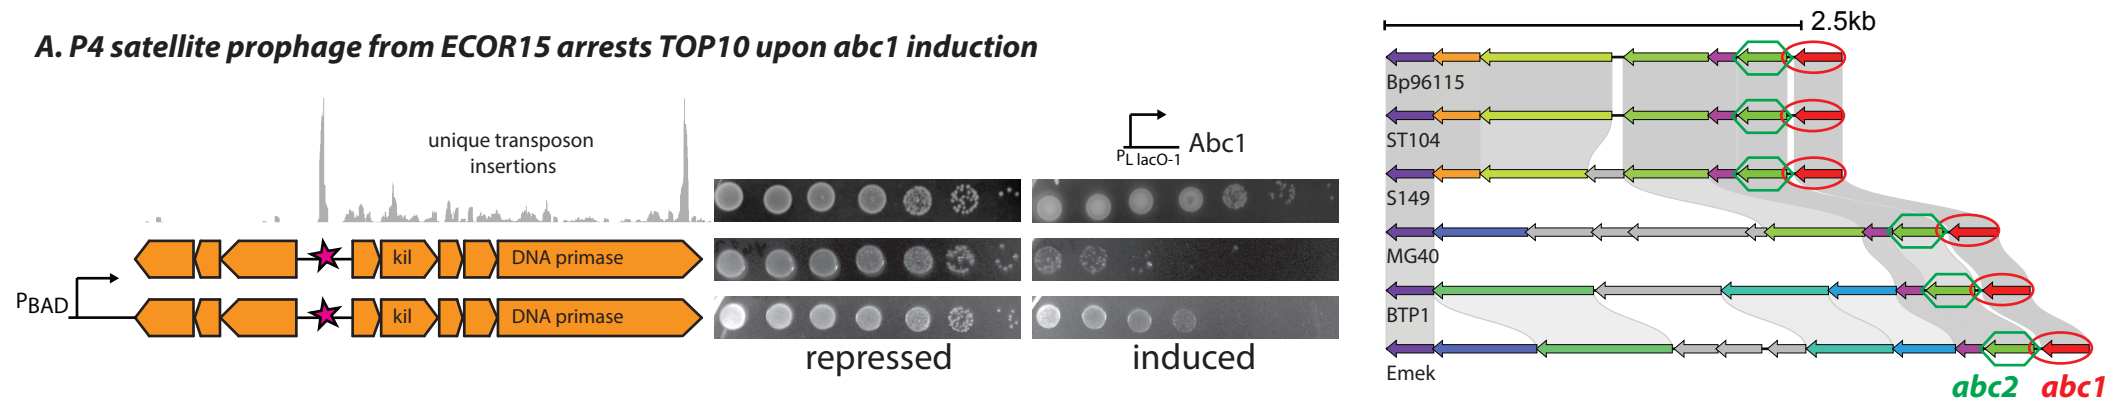 A. P4 satellite prophage from ECOR15 arrests TOP10 upon abc1 induction
unique transposon
insertions
kil
DNA primase
PBAD
kil
DNA primase
PL lacO-1
Abc1
repressed
induced
2.5kb
Bp96115
ST104
S149
MG40
BTP1
Emek
abc2
abc1